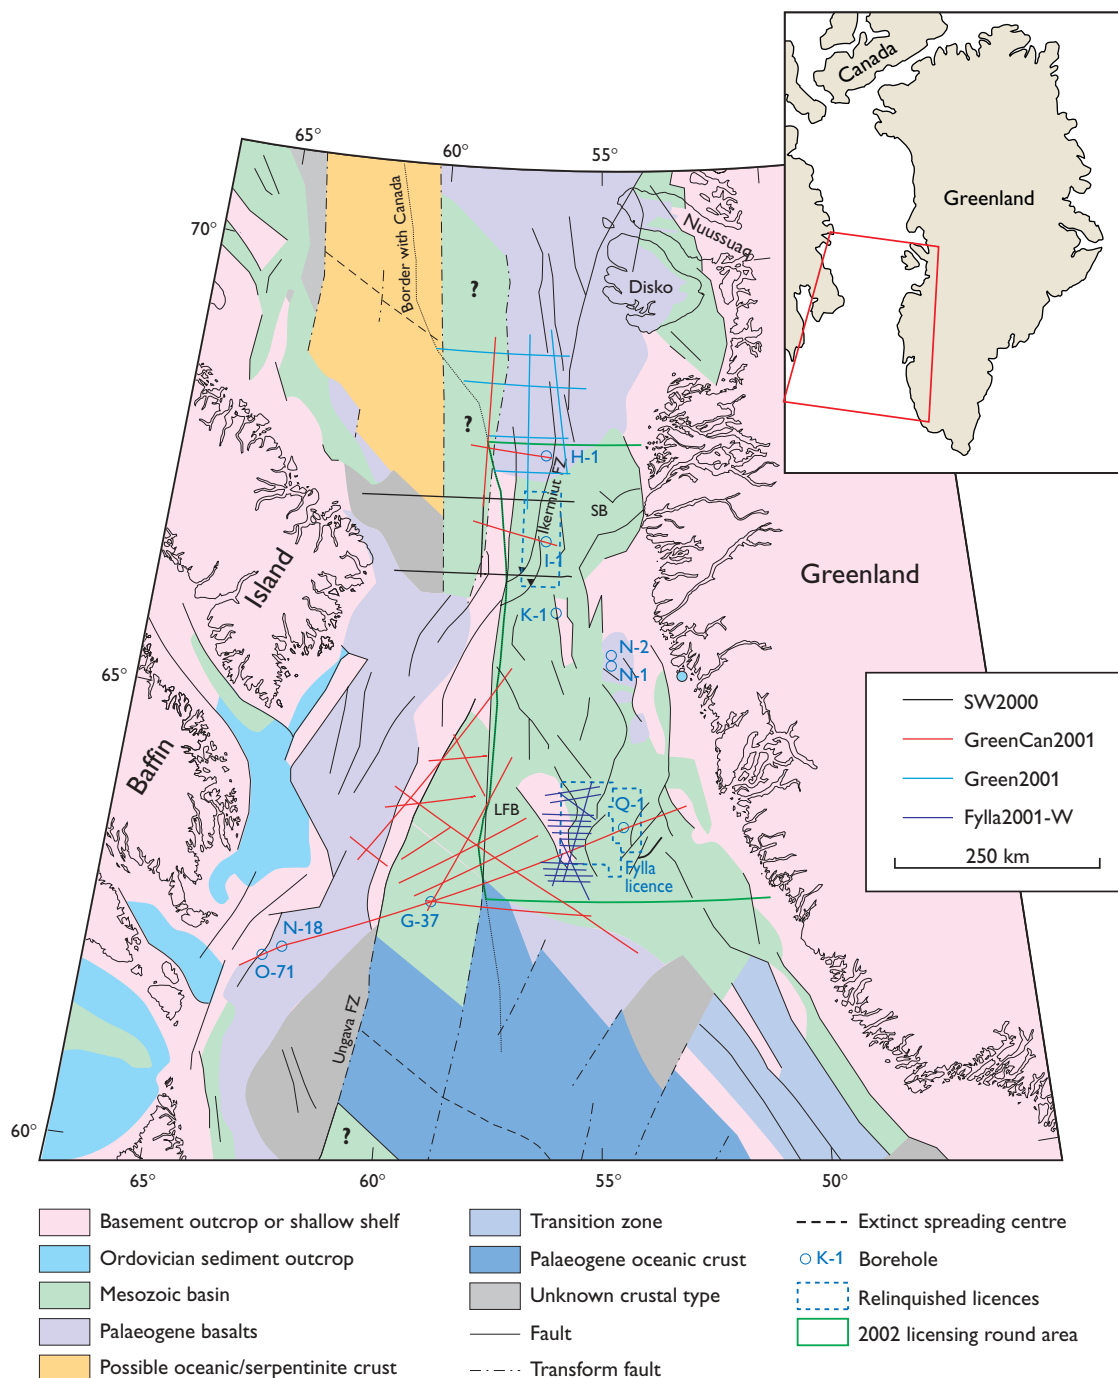 Canada
Greenland
65°
60°
55°
70°
Border with Canada
Nuussuaq
Disko
?
?
H-1
Ikermiut FZ
SB
I-1
Island
Greenland
K-1
N-2
N-1
65°
Baffin
SW2000
GreenCan2001
Green2001
Fylla2001-W
250 km
LFB
Q-1
Fylla
licence
G-37
N-18
O-71
Ungava FZ
60°
?
65°
60°
55°
50°
Basement outcrop or shallow shelf
Ordovician sediment outcrop
Mesozoic basin
Palaeogene basalts
Possible oceanic/serpentinite crust
Transition zone
Palaeogene oceanic crust
Unknown crustal type
Fault
Transform fault
Extinct spreading centre
K-1 Borehole
Relinquished licences
2002 licensing round area